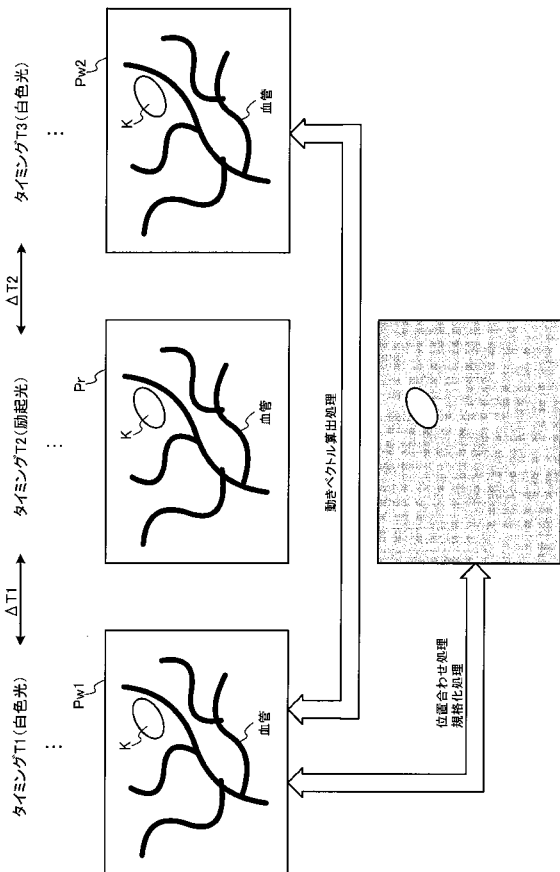 タイミングT1(白色光)
ΔT1
タイミングT2(励起光)
ΔT2
タイミングT3(白色光)
⋮
⋮
⋮
Pw1
K
血管
Pr
K
血管
Pw2
K
血管
動きベクトル算出処理
位置合わせ処理
規格化処理